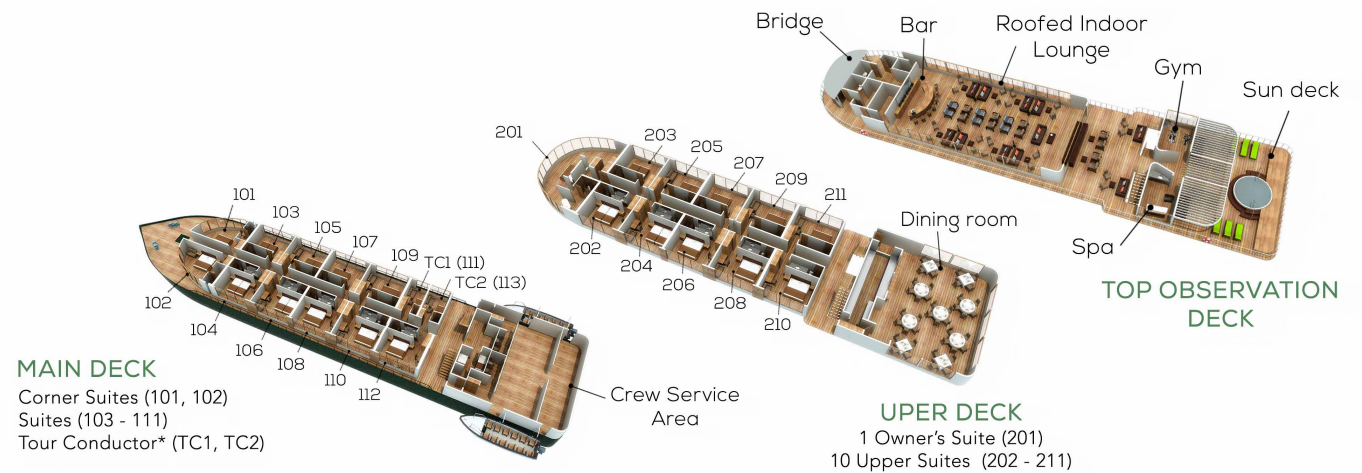 Bridge
Bar
Roofed Indoor
Lounge
Gym
Sun deck
Spa
TOP OBSERVATION
DECK
201
203
205
207
209
211
Dining room
202
204
206
208
210
UPER DECK
1 Owner's Suite (201)
10 Upper Suites (202 - 211)
101
103
105
107
109
TC1 (111)
TC2 (113)
102
104
106
108
110
112
Crew Service
Area
MAIN DECK
Corner Suites (101, 102)
Suites (103 - 111)
Tour Conductor* (TC1, TC2)